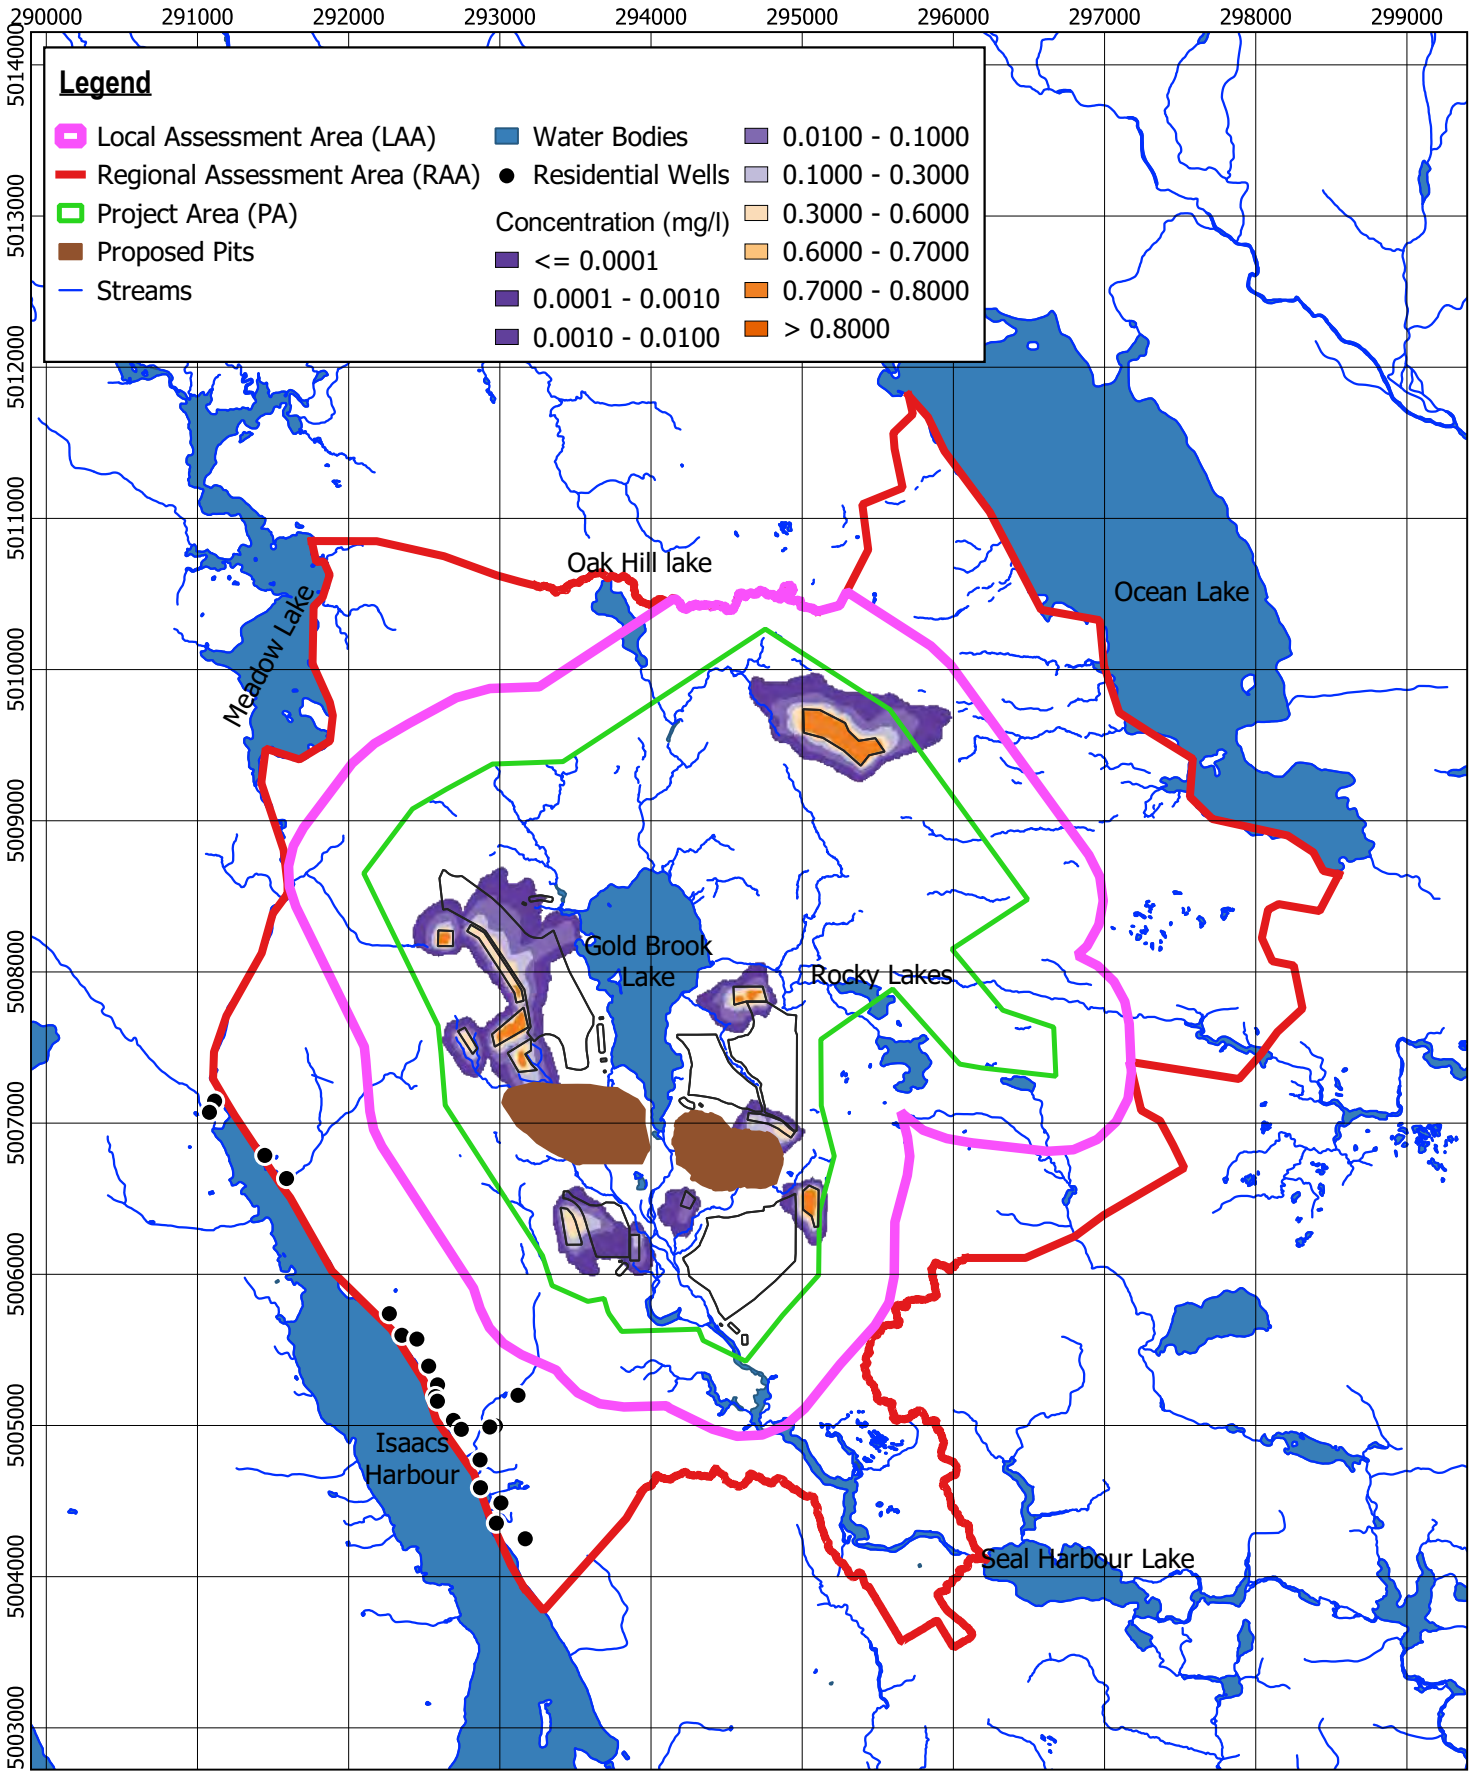 290000 291000 292000 293000 294000 295000 296000 297000 298000 299000
5014000
5013000
5012000
5011000
5010000
5009000
5008000
5007000
5006000
5005000
5004000
5003000
Legend
Local Assessment Area (LAA)
Regional Assessment Area (RAA)
Project Area (PA)
Proposed Pits
Streams
Water Bodies
Residential Wells
Concentration (mg/l)
<= 0.0001
0.0001 - 0.0010
0.0010 - 0.0100
0.0100 - 0.1000
0.1000 - 0.3000
0.3000 - 0.6000
0.6000 - 0.7000
0.7000 - 0.8000
> 0.8000
Oak Hill lake
Ocean Lake
Meadow Lake
Gold Brook
Lake
Rocky Lakes
Isaacs
Harbour
Seal Harbour Lake